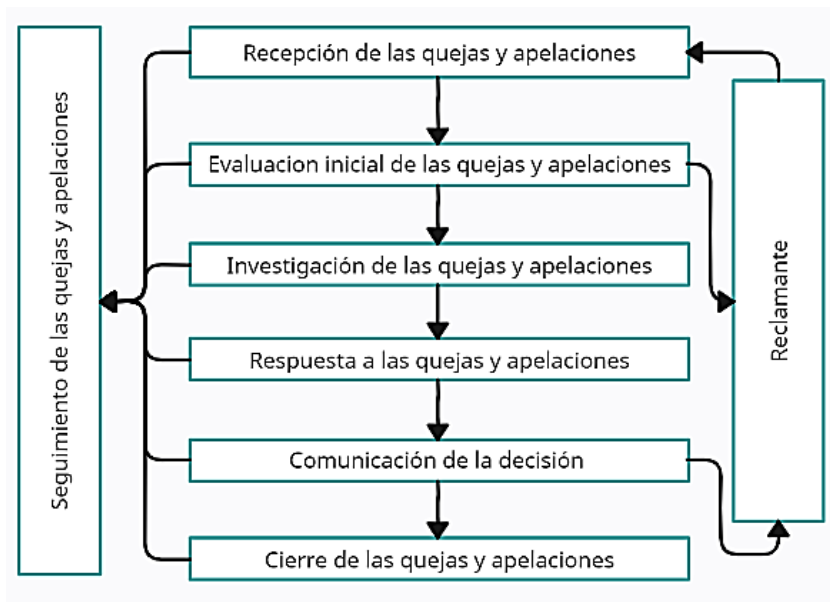 Seguimiento de las quejas y apelaciones
Recepción de las quejas y apelaciones
Evaluacion inicial de las quejas y apelaciones
Investigación de las quejas y apelaciones
Respuesta a las quejas y apelaciones
Comunicación de la decisión
Cierre de las quejas y apelaciones
Reclamante